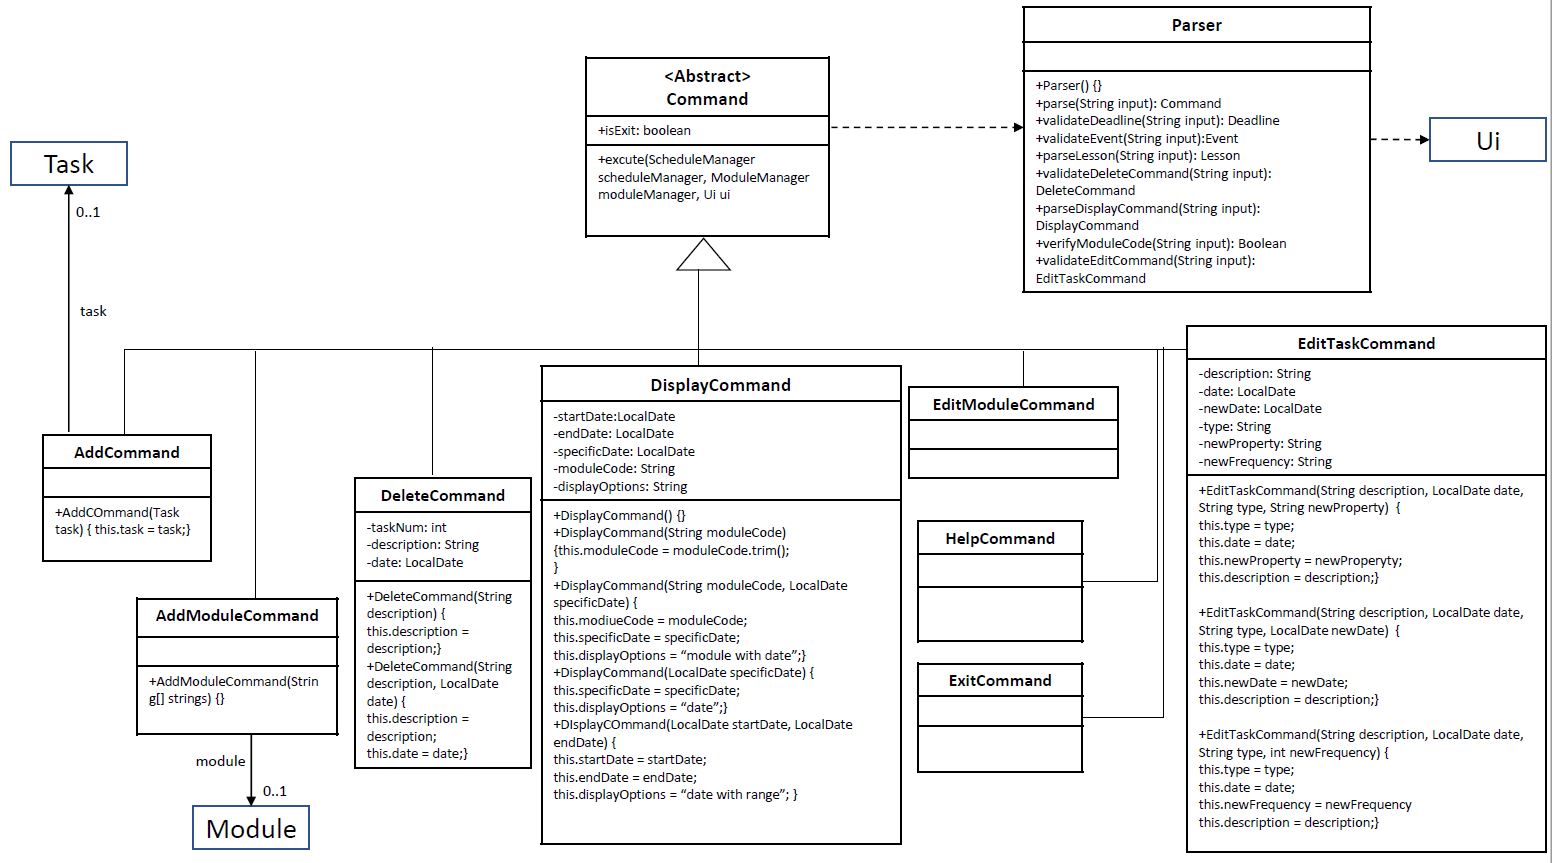 Parser
+Parser() {}
+parse(String input): Command
+validateDeadline(String input): Deadline
+validateEvent(String input):Event
+parseLesson(String input): Lesson
+validateDeleteCommand(String input):
DeleteCommand
+parseDisplayCommand(String input):
DisplayCommand
+verifyModuleCode(String input): Boolean
+validateEditCommand(String input):
EditTaskCommand
<Abstract>
Command
+isExit: boolean
+excute(ScheduleManager
scheduleManager, ModuleManager
moduleManager, Ui ui
Ui
Task
0..1
task
AddCommand
+AddCOmmand(Task
task) { this.task = task;}
AddModuleCommand
+AddModuleCommand(Strin
g[] strings) {}
module
0..1
Module
DeleteCommand
-taskNum: int
-description: String
-date: LocalDate
+DeleteCommand(String
description) {
this.description =
description;}
+DeleteCommand(String
description, LocalDate
date) {
this.description =
description;
this.date = date;}
DisplayCommand
-startDate:LocalDate
-endDate: LocalDate
-specificDate: LocalDate
-moduleCode: String
-displayOptions: String
+DisplayCommand() {}
+DisplayCommand(String moduleCode)
{this.moduleCode = moduleCode.trim();
}
+DisplayCommand(String moduleCode, LocalDate
specificDate) {
this.modiueCode = moduleCode;
this.specificDate = specificDate;
this.displayOptions = “module with date”;}
+DisplayCommand(LocalDate specificDate) {
this.specificDate = specificDate;
this.displayOptions = “date”;}
+DIsplayCOmmand(LocalDate startDate, LocalDate
endDate) {
this.startDate = startDate;
this.endDate = endDate;
this.displayOptions = “date with range”; }
EditModuleCommand
HelpCommand
ExitCommand
EditTaskCommand
-description: String
-date: LocalDate
-newDate: LocalDate
-type: String
-newProperty: String
-newFrequency: String
+EditTaskCommand(String description, LocalDate date,
String type, String newProperty) {
this.type = type;
this.date = date;
this.newProperty = newProperyty;
this.description = description;}
+EditTaskCommand(String description, LocalDate date,
String type, LocalDate newDate) {
this.type = type;
this.date = date;
this.newDate = newDate;
this.description = description;}
+EditTaskCommand(String description, LocalDate date,
String type, int newFrequency) {
this.type = type;
this.date = date;
this.newFrequency = newFrequency
this.description = description;}